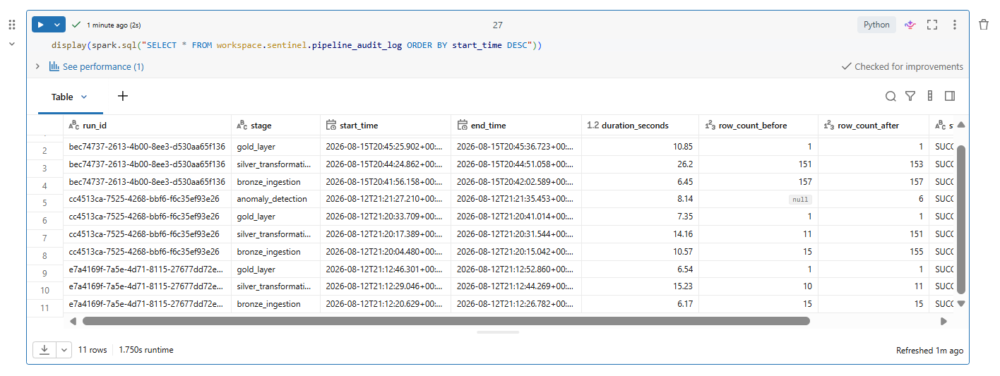 1 minute ago (2s)
27
Python
display(spark.sql("SELECT * FROM workspace.sentinel.pipeline_audit_log ORDER BY start_time DESC"))
See performance (1)
Checked for improvements
Table
run_id stage start_time end_time 1.2 duration_seconds row_count_before row_count_after
2 bec74737-2613-4b00-8ee3-d530aa65f136 gold_layer 2026-08-15T20:45:25.902+00:... 2026-08-15T20:45:36.723+00:... 10.85 1 1 SUCC
3 bec74737-2613-4b00-8ee3-d530aa65f136 silver_transformati... 2026-08-15T20:44:24.862+00:... 2026-08-15T20:44:51.058+00:... 26.2 151 153 SUCC
4 bec74737-2613-4b00-8ee3-d530aa65f136 bronze_ingestion 2026-08-15T20:41:56.158+00:... 2026-08-15T20:42:02.589+00:... 6.45 157 157 SUCC
5 cc4513ca-7525-4268-bbf6-f6c35ef93e26 anomaly_detection 2026-08-12T21:21:27.210+00:... 2026-08-12T21:21:35.453+00:... 8.14 null 6 SUCC
6 cc4513ca-7525-4268-bbf6-f6c35ef93e26 gold_layer 2026-08-12T21:20:33.709+00:... 2026-08-12T21:20:41.014+00:... 7.35 1 1 SUCC
7 cc4513ca-7525-4268-bbf6-f6c35ef93e26 silver_transformati... 2026-08-12T21:20:17.389+00:... 2026-08-12T21:20:31.544+00:... 14.16 11 151 SUCC
8 cc4513ca-7525-4268-bbf6-f6c35ef93e26 bronze_ingestion 2026-08-12T21:20:04.480+00:... 2026-08-12T21:20:15.042+00:... 10.57 15 155 SUCC
9 e7a4169f-7a5e-4d71-8115-27677dd72e... gold_layer 2026-08-12T21:12:46.301+00:... 2026-08-12T21:12:52.860+00:... 6.54 1 1 SUCC
10 e7a4169f-7a5e-4d71-8115-27677dd72e... silver_transformati... 2026-08-12T21:12:29.046+00:... 2026-08-12T21:12:44.269+00:... 15.23 10 11 SUCC
11 e7a4169f-7a5e-4d71-8115-27677dd72e... bronze_ingestion 2026-08-12T21:12:20.629+00:... 2026-08-12T21:12:26.782+00:... 6.17 15 15 SUCC
11 rows 1.750s runtime
Refreshed 1m ago